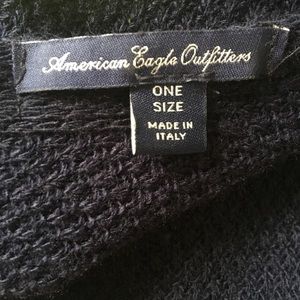 American Eagle Outfitters
ONE
SIZE
MADE IN
ITALY